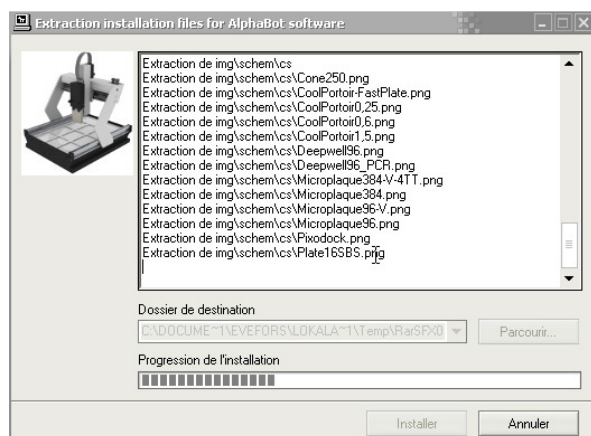 Extraction installation files for AlphaBot software
Extraction de img\schem\cs
Extraction de img\schem\cs\Cone250.png
Extraction de img\schem\cs\CoolPortoir-FastPlate.png
Extraction de img\schem\cs\CoolPortoir0,25.png
Extraction de img\schem\cs\CoolPortoir0,6.png
Extraction de img\schem\cs\CoolPortoir1,5.png
Extraction de img\schem\cs\Deepwell96.png
Extraction de img\schem\cs\Deepwell96_PCR.png
Extraction de img\schem\cs\Microplaque384-V-4TT.png
Extraction de img\schem\cs\Microplaque384.png
Extraction de img\schem\cs\Microplaque96-V.png
Extraction de img\schem\cs\Microplaque96.png
Extraction de img\schem\cs\Pixodock.png
Extraction de img\schem\cs\Plate16SBS.png
Dossier de destination
C:\DOCUME~1\EVEFORS\LOKALA~1\Temp\RarSFX0
Parcourir...
Progression de l'installation
Installer
Annuler